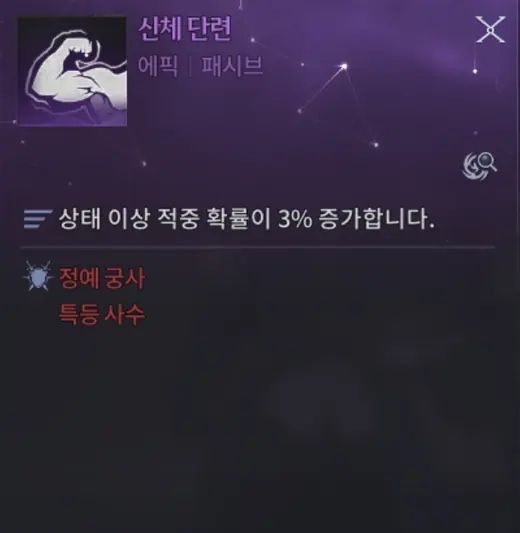 산체 단련
에픽 | 패시브
상태 이상 적중 확률이 3% 증가합니다.
정예 궁사
특등 사수